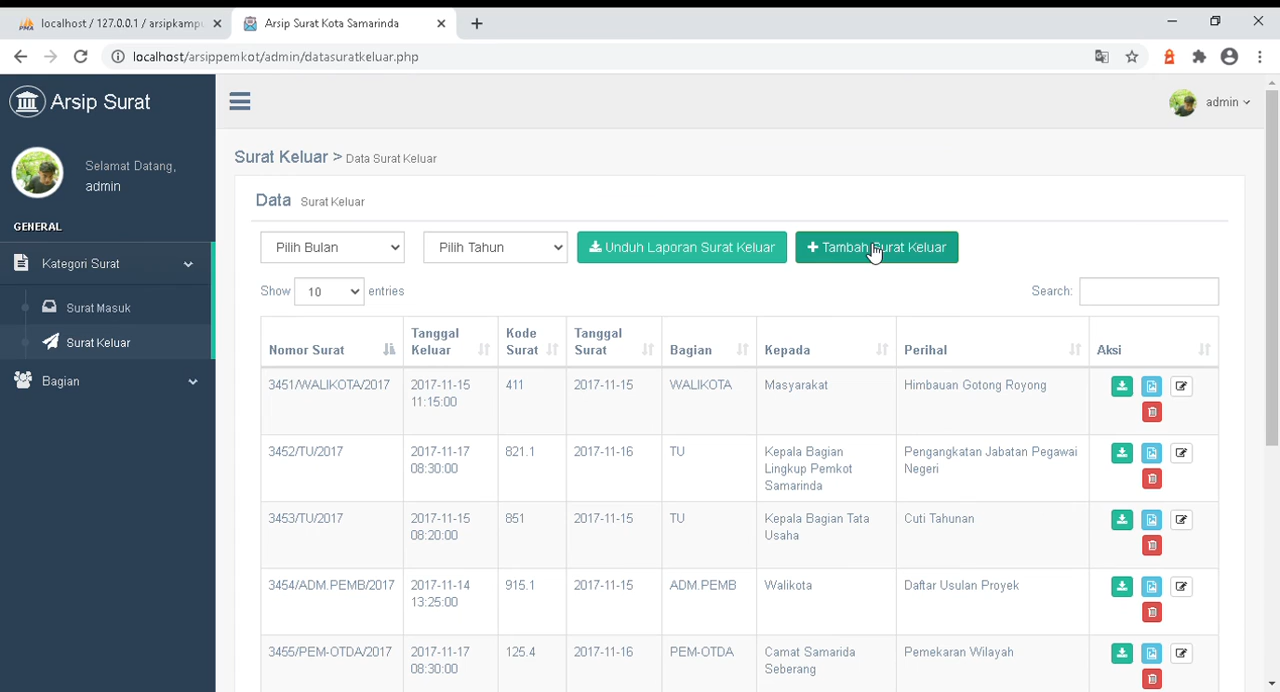 localhost / 127.0.0.1 / arsipkampu
Arsip Surat Kota Samarinda
localhost/arsippemkot/admin/datasuratkeluar.php
Arsip Surat
admin
Selamat Datang,
admin
GENERAL
Kategori Surat
Surat Masuk
Surat Keluar
Bagian
Surat Keluar > Data Surat Keluar
Data Surat Keluar
Pilih Bulan
Pilih Tahun
Unduh Laporan Surat Keluar
Tambah Surat Keluar
Show 10 entries
Search:
Nomor Surat
Tanggal
Keluar
Kode
Surat
Tanggal
Surat
Bagian
Kepada
Perihal
Aksi
3451/WALIKOTA/2017
2017-11-15
11:15:00
411
2017-11-15
WALIKOTA
Masyarakat
Himbauan Gotong Royong
3452/TU/2017
2017-11-17
08:30:00
821.1
2017-11-16
TU
Kepala Bagian
Lingkup Pemkot
Samarinda
Pengangkatan Jabatan Pegawai
Negeri
3453/TU/2017
2017-11-15
08:20:00
851
2017-11-15
TU
Kepala Bagian Tata
Usaha
Cuti Tahunan
3454/ADM.PEMB/2017
2017-11-14
13:25:00
915.1
2017-11-15
ADM.PEMB
Walikota
Daftar Usulan Proyek
3455/PEM-OTDA/2017
2017-11-17
08:30:00
125.4
2017-11-16
PEM-OTDA
Camat Samarida
Seberang
Pemekaran Wilayah